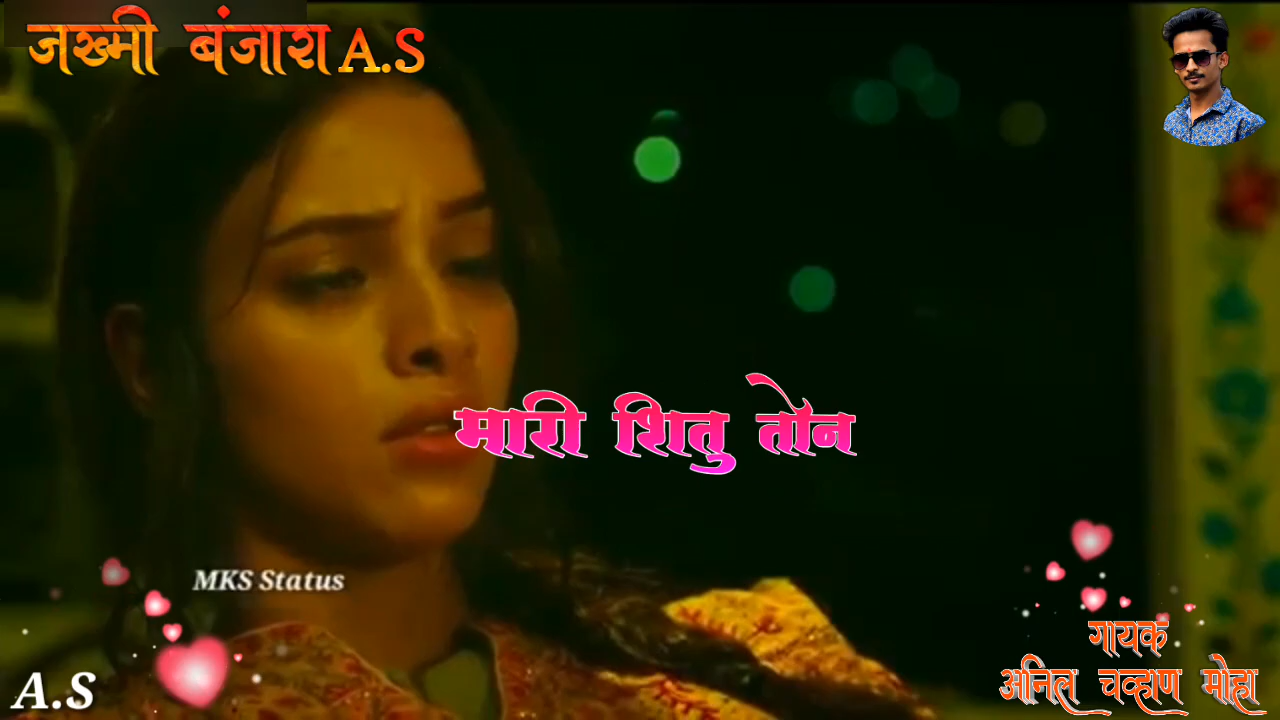 जख्मी बंजारा A.S
मारी शितु तोंन
MKS Status
A.S
गायक
अनिल चव्हाण मोहा